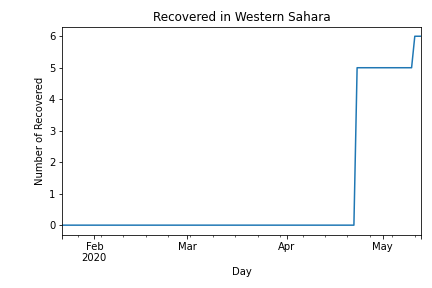 Recovered in Western Sahara
6
5
4
3
2
1
0
Number of Recovered
Feb
2020
Mar
Apr
May
Day